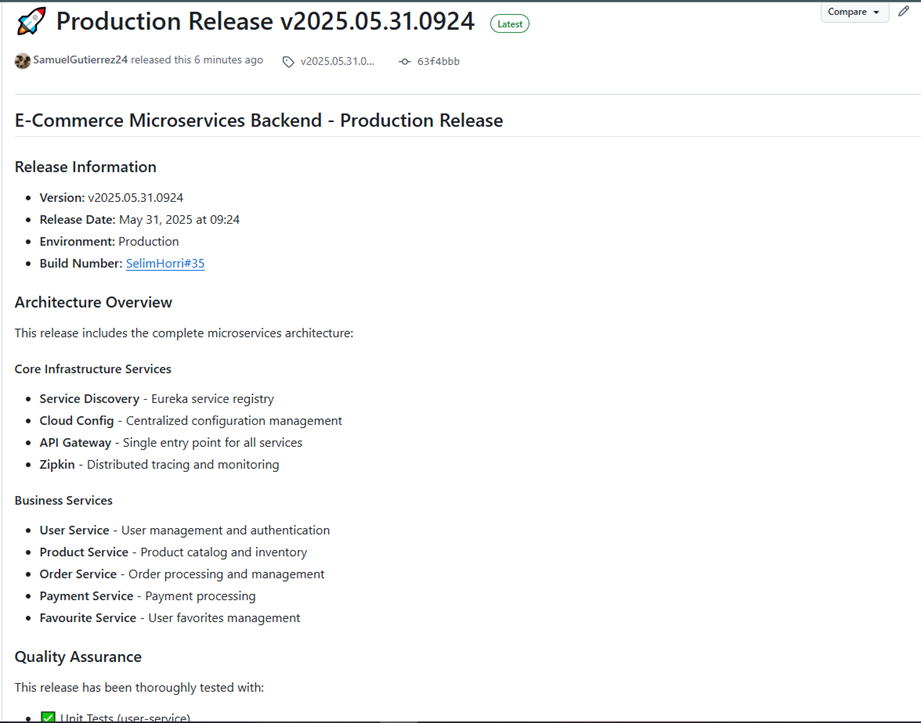 🚀 Production Release v2025.05.31.0924 Latest
Compare
SamuelGutierrez24 released this 6 minutes ago v2025.05.31.0... 63f4bbb
E-Commerce Microservices Backend - Production Release
Release Information
• Version: v2025.05.31.0924
• Release Date: May 31, 2025 at 09:24
• Environment: Production
• Build Number: SelimHorri#35
Architecture Overview
This release includes the complete microservices architecture:
Core Infrastructure Services
• Service Discovery - Eureka service registry
• Cloud Config - Centralized configuration management
• API Gateway - Single entry point for all services
• Zipkin - Distributed tracing and monitoring
Business Services
• User Service - User management and authentication
• Product Service - Product catalog and inventory
• Order Service - Order processing and management
• Payment Service - Payment processing
• Favourite Service - User favorites management
Quality Assurance
This release has been thoroughly tested with:
• ✅ Unit Tests (user-service)